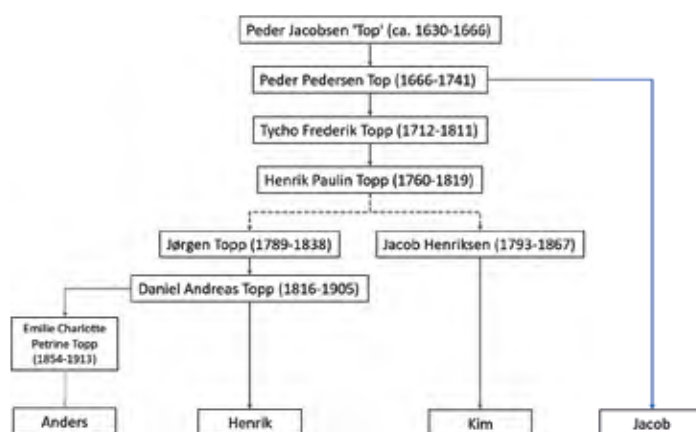 Peder Jacobsen 'Top' (ca. 1630-1666)
Peder Pedersen Top (1666-1741)
Tycho Frederik Topp (1712-1811)
Henrik Paulin Topp (1760-1819)
Jørgen Topp (1789-1838)
Jacob Henriksen (1793-1867)
Daniel Andreas Topp (1816-1905)
Emilie Charlotte
Petrine Topp
(1854-1913)
Anders
Henrik
Kim
Jacob